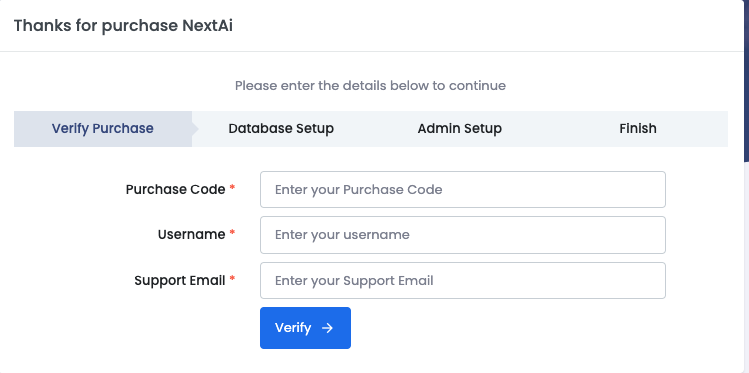 Thanks for purchase NextAi
Please enter the details below to continue
Verify Purchase Database Setup Admin Setup Finish
Purchase Code * Enter your Purchase Code
Username * Enter your username
Support Email * Enter your Support Email
Verify →